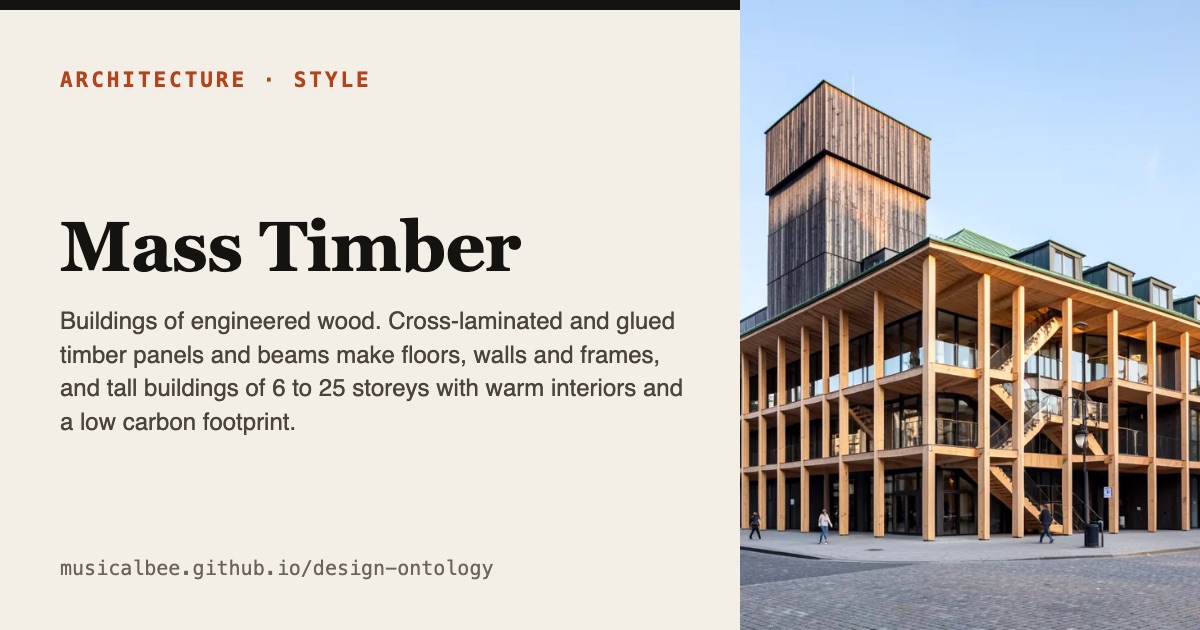 ARCHITECTURE · STYLE
Mass Timber
Buildings of engineered wood. Cross-laminated and glued
timber panels and beams make floors, walls and frames,
and tall buildings of 6 to 25 storeys with warm interiors and
a low carbon footprint.
musicalbee.github.io/design-ontology